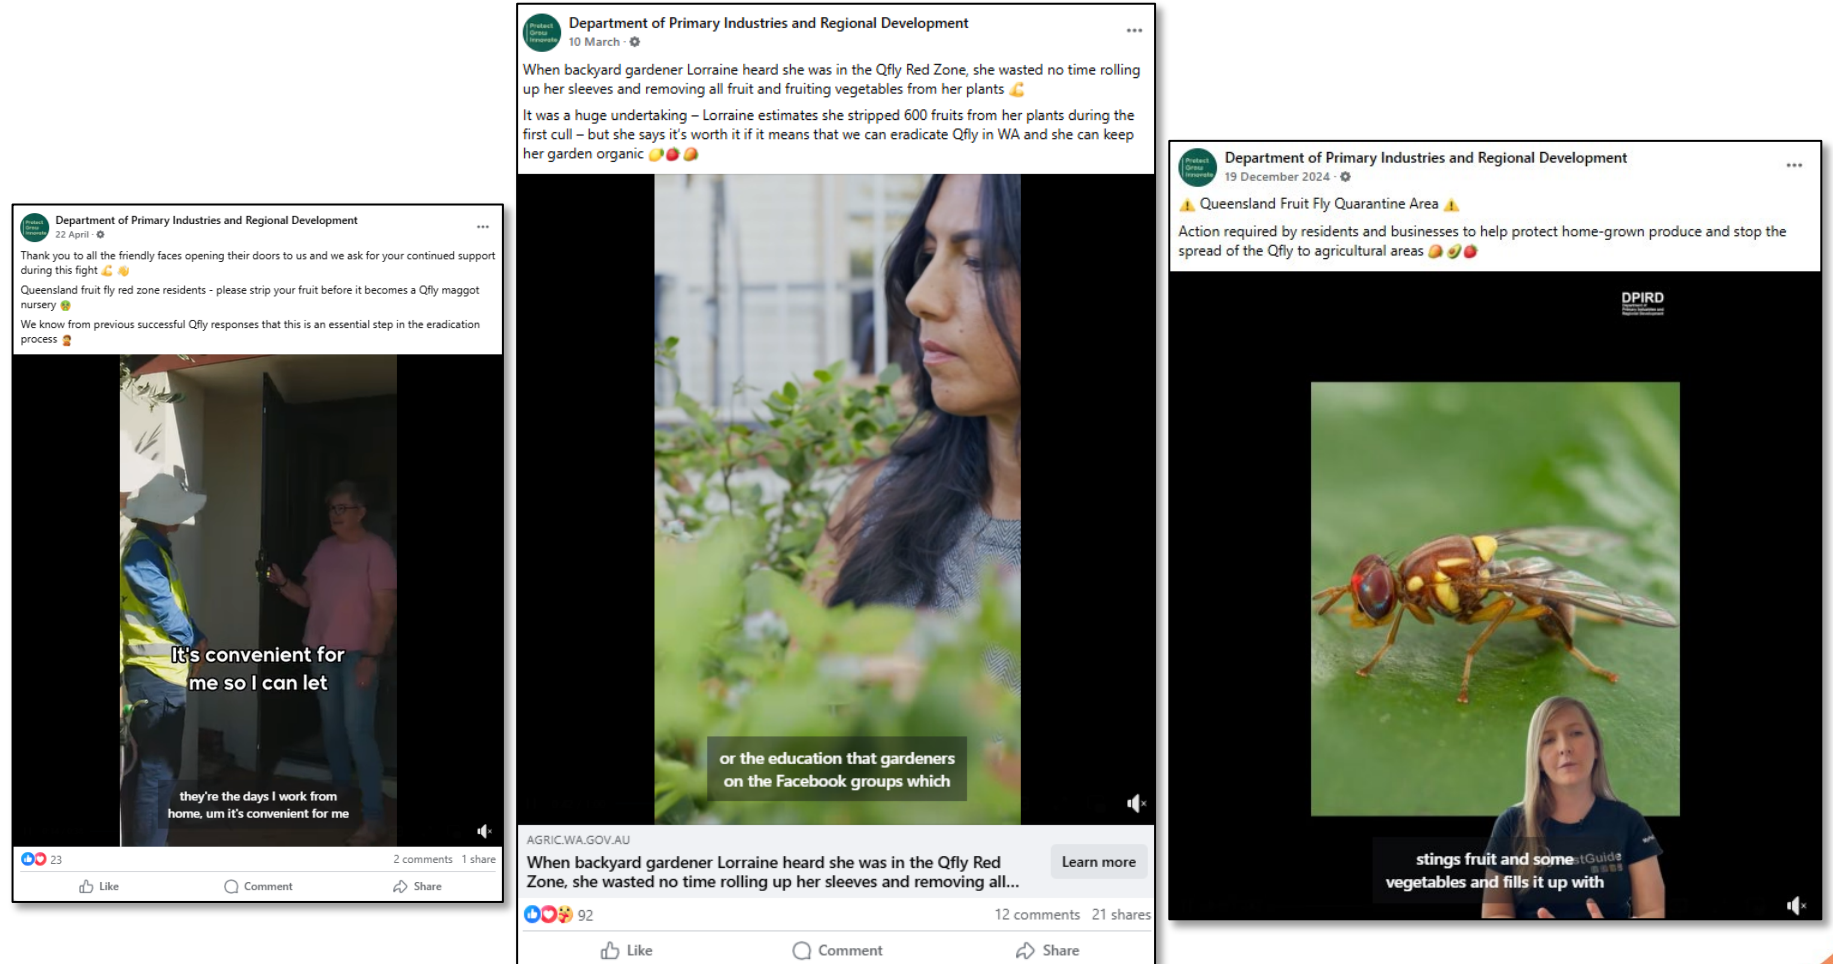 Department of Primary Industries and Regional Development
22 April
Thank you to all the friendly faces opening their doors to us and we ask for your continued support
during this fight 💪 👋
Queensland fruit fly red zone residents - please strip your fruit before it becomes a Qfly maggot
nursery 🤢
We know from previous successful Qfly responses that this is an essential step in the eradication
process
It's convenient for
me so I can let
they're the days I work from
home, um it's convenient for me
23
2 comments 1 share
Like Comment Share
Protect
Grow
Innovate
Department of Primary Industries and Regional Development
10 March
When backyard gardener Lorraine heard she was in the Qfly Red Zone, she wasted no time rolling
up her sleeves and removing all fruit and fruiting vegetables from her plants 💪
It was a huge undertaking – Lorraine estimates she stripped 600 fruits from her plants during the
first cull – but she says it's worth it if it means that we can eradicate Qfly in WA and she can keep
her garden organic 🍋🍓🥭
or the education that gardeners
on the Facebook groups which
AGRIC.WA.GOV.AU
When backyard gardener Lorraine heard she was in the Qfly Red
Zone, she wasted no time rolling up her sleeves and removing all...
Learn more
92
12 comments 21 shares
Like Comment Share
Protect
Grow
Innovate
Department of Primary Industries and Regional Development
19 December 2024
⚠️ Queensland Fruit Fly Quarantine Area ⚠️
Action required by residents and businesses to help protect home-grown produce and stop the
spread of the Qfly to agricultural areas 🥭🥑🍓
DPIRD
Department of
Primary Industries and
Regional Development
stings fruit and some
vegetables and fills it up with